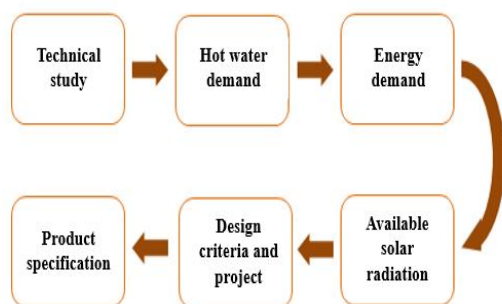 Technical
study
Hot water
demand
Energy
demand
Available
solar
radiation
Design
criteria and
project
Product
specification